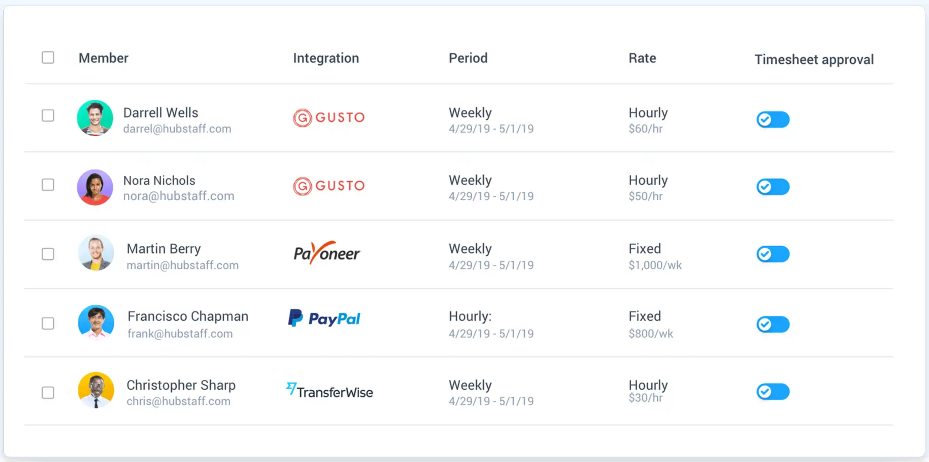 Member Integration Period Rate Timesheet approval
Darrell Wells GUSTO Weekly Hourly
darrel@hubstaff.com 4/29/19 - 5/1/19 $60/hr
Nora Nichols GUSTO Weekly Hourly
nora@hubstaff.com 4/29/19 - 5/1/19 $50/hr
Martin Berry Payoneer Weekly Fixed
martin@hubstaff.com 4/29/19 - 5/1/19 $1,000/wk
Francisco Chapman PayPal Hourly: Fixed
frank@hubstaff.com 4/29/19 - 5/1/19 $800/wk
Christopher Sharp TransferWise Weekly Hourly
chris@hubstaff.com 4/29/19 - 5/1/19 $30/hr